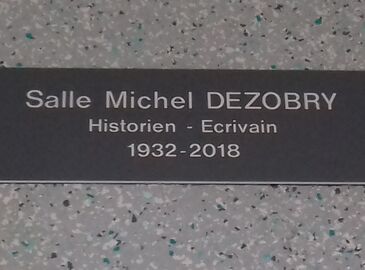 Salle Michel DEZOBRY
Historien - Ecrivain
1932-2018